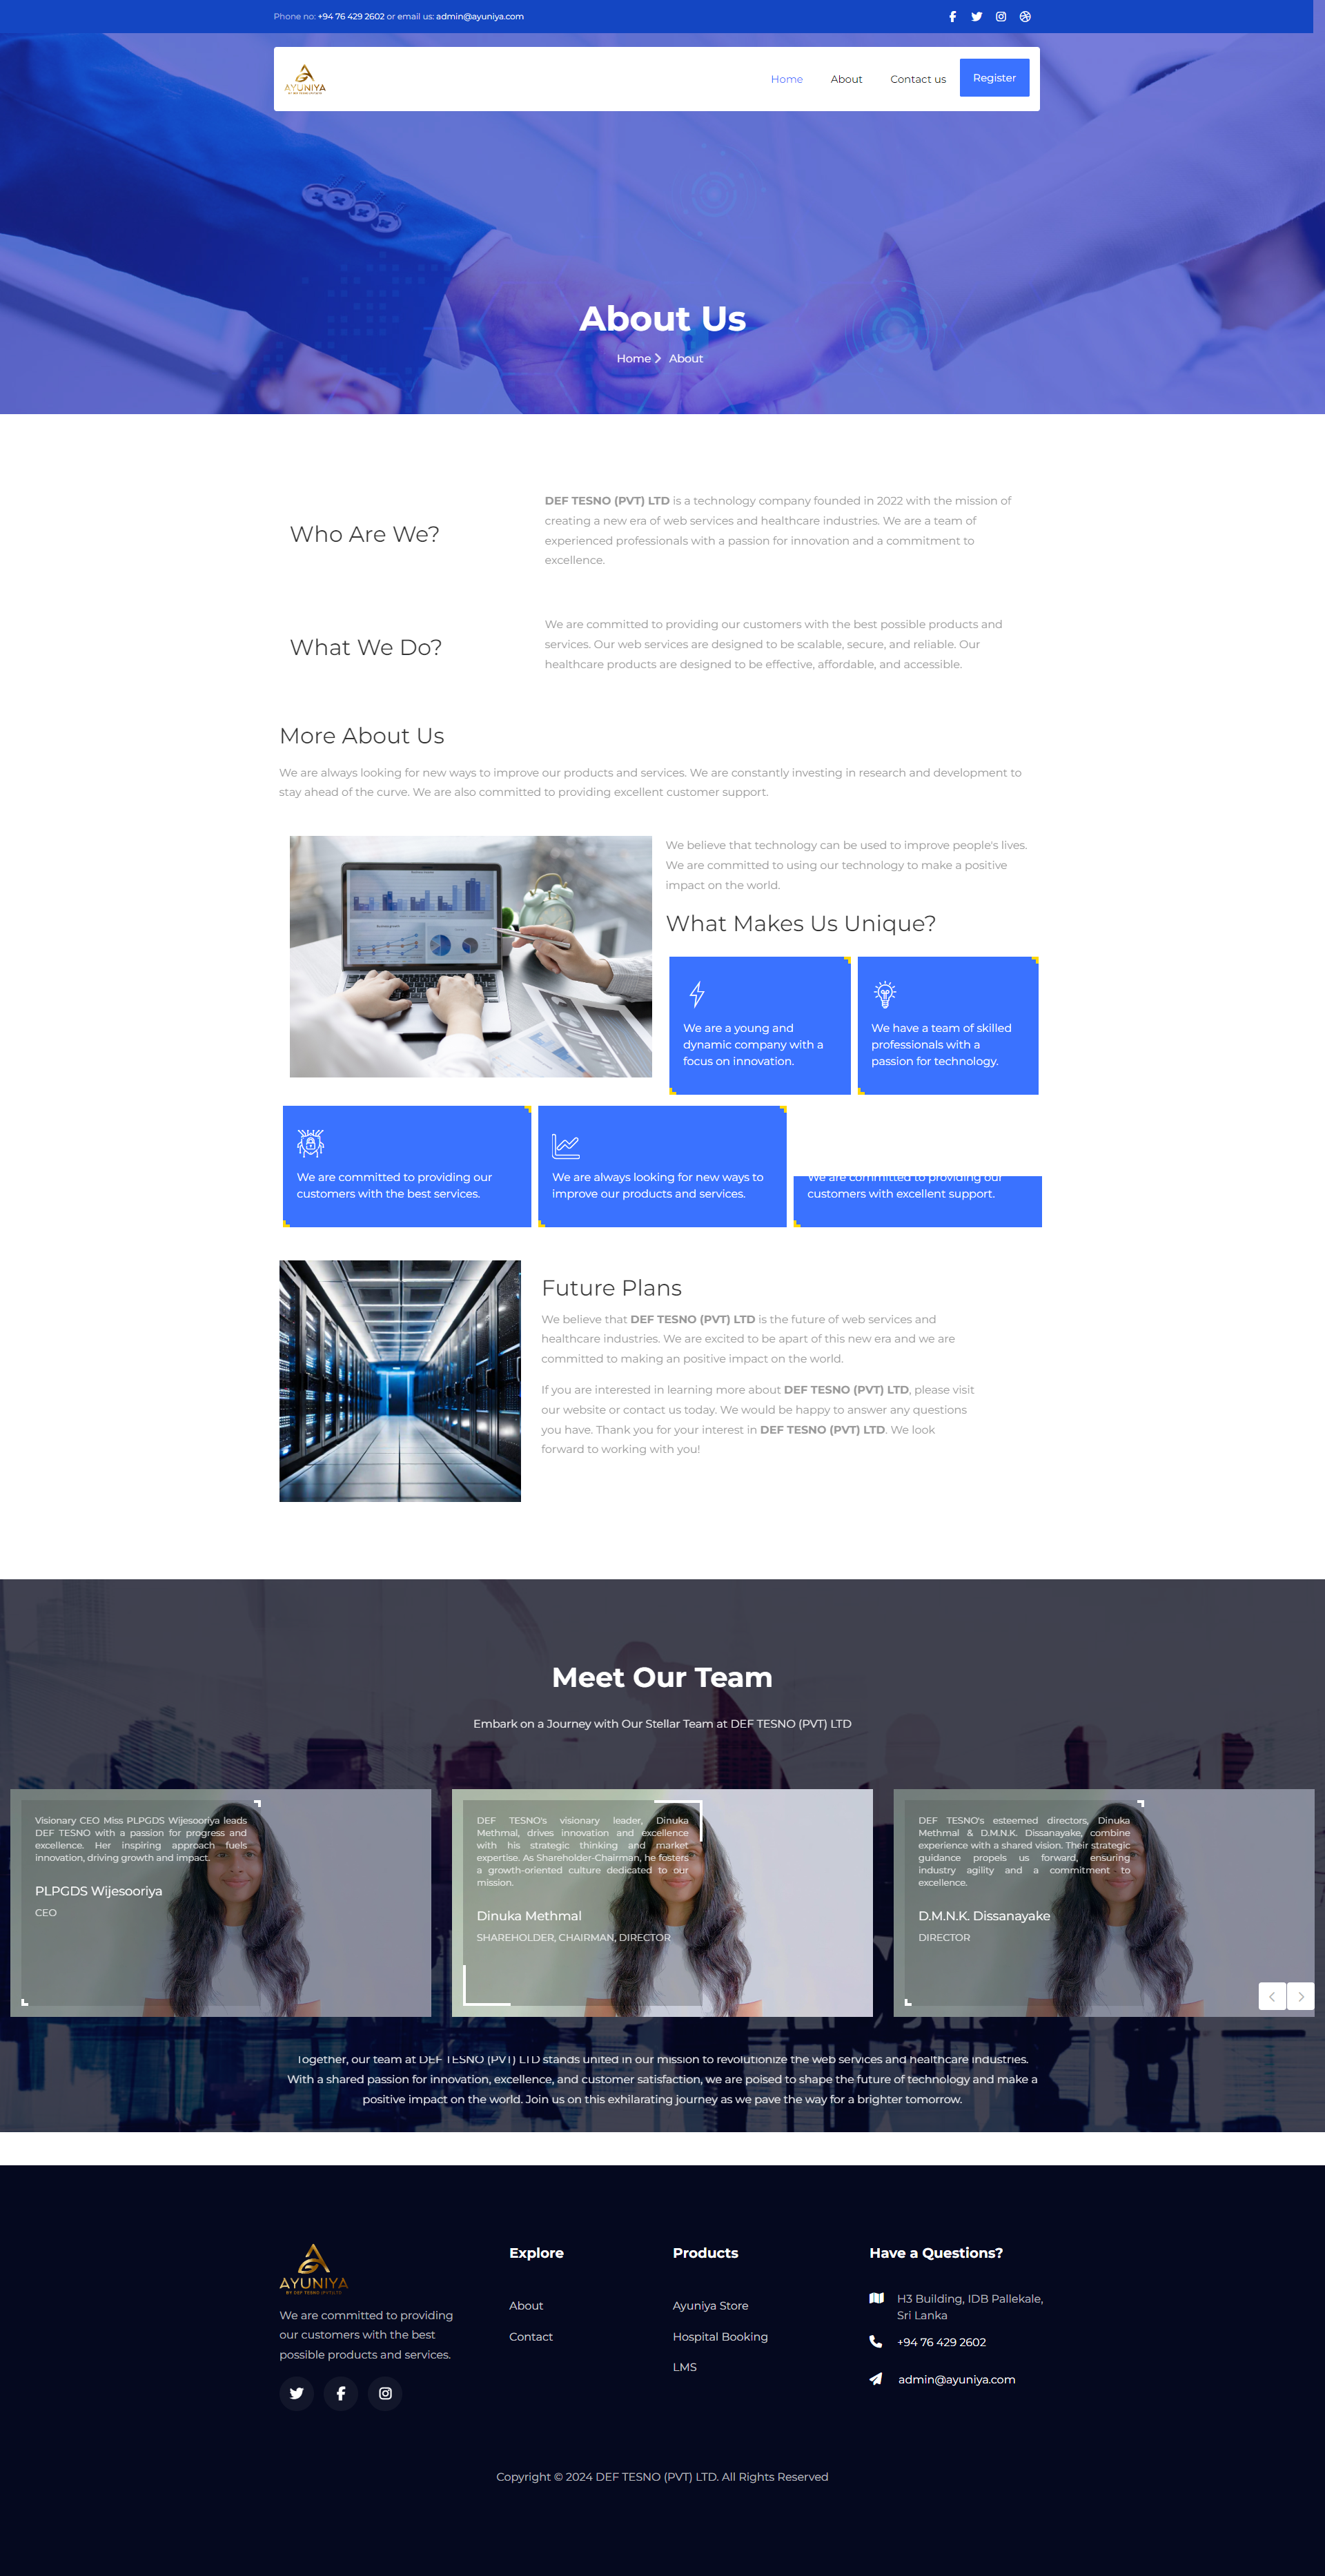 Phone no: +94 76 429 2602 or email us: admin@ayuniya.com
AYUNIYA
BY DEF TESNO (PVT) LTD
Home
About
Contact us
Register
About Us
Home
About
Who Are We?
DEF TESNO (PVT) LTD is a technology company founded in 2022 with the mission of
creating a new era of web services and healthcare industries. We are a team of
experienced professionals with a passion for innovation and a commitment to
excellence.
What We Do?
We are committed to providing our customers with the best possible products and
services. Our web services are designed to be scalable, secure, and reliable. Our
healthcare products are designed to be effective, affordable, and accessible.
More About Us
We are always looking for new ways to improve our products and services. We are constantly investing in research and development to
stay ahead of the curve. We are also committed to providing excellent customer support.
We believe that technology can be used to improve people's lives.
We are committed to using our technology to make a positive
impact on the world.
What Makes Us Unique?
We are a young and
dynamic company with a
focus on innovation.
We have a team of skilled
professionals with a
passion for technology.
We are committed to providing our
customers with the best services.
We are always looking for new ways to
improve our products and services.
We are committed to providing our
customers with excellent support.
Future Plans
We believe that DEF TESNO (PVT) LTD is the future of web services and
healthcare industries. We are excited to be apart of this new era and we are
committed to making an positive impact on the world.
If you are interested in learning more about DEF TESNO (PVT) LTD, please visit
our website or contact us today. We would be happy to answer any questions
you have. Thank you for your interest in DEF TESNO (PVT) LTD. We look
forward to working with you!
Meet Our Team
Embark on a Journey with Our Stellar Team at DEF TESNO (PVT) LTD
Visionary CEO Miss PLPGDS Wijesooriya leads
DEF TESNO with a passion for progress and
excellence. Her inspiring approach fuels
innovation, driving growth and impact.
PLPGDS Wijesooriya
CEO
DEF TESNO's visionary leader, Dinuka
Methmal, drives innovation and excellence
with his strategic thinking and market
expertise. As Shareholder-Chairman, he fosters
a growth-oriented culture dedicated to our
mission.
Dinuka Methmal
SHAREHOLDER, CHAIRMAN, DIRECTOR
DEF TESNO's esteemed directors, Dinuka
Methmal & D.M.N.K. Dissanayake, combine
experience with a shared vision. Their strategic
guidance propels us forward, ensuring
industry agility and a commitment to
excellence.
D.M.N.K. Dissanayake
DIRECTOR
Together, our team at DEF TESNO (PVT) LTD stands united in our mission to revolutionize the web services and healthcare industries.
With a shared passion for innovation, excellence, and customer satisfaction, we are poised to shape the future of technology and make a
positive impact on the world. Join us on this exhilarating journey as we pave the way for a brighter tomorrow.
AYUNIYA
BY DEF TESNO (PVT) LTD
We are committed to providing
our customers with the best
possible products and services.
Explore
About
Contact
Products
Ayuniya Store
Hospital Booking
LMS
Have a Questions?
H3 Building, IDB Pallekale,
Sri Lanka
+94 76 429 2602
admin@ayuniya.com
Copyright © 2024 DEF TESNO (PVT) LTD. All Rights Reserved